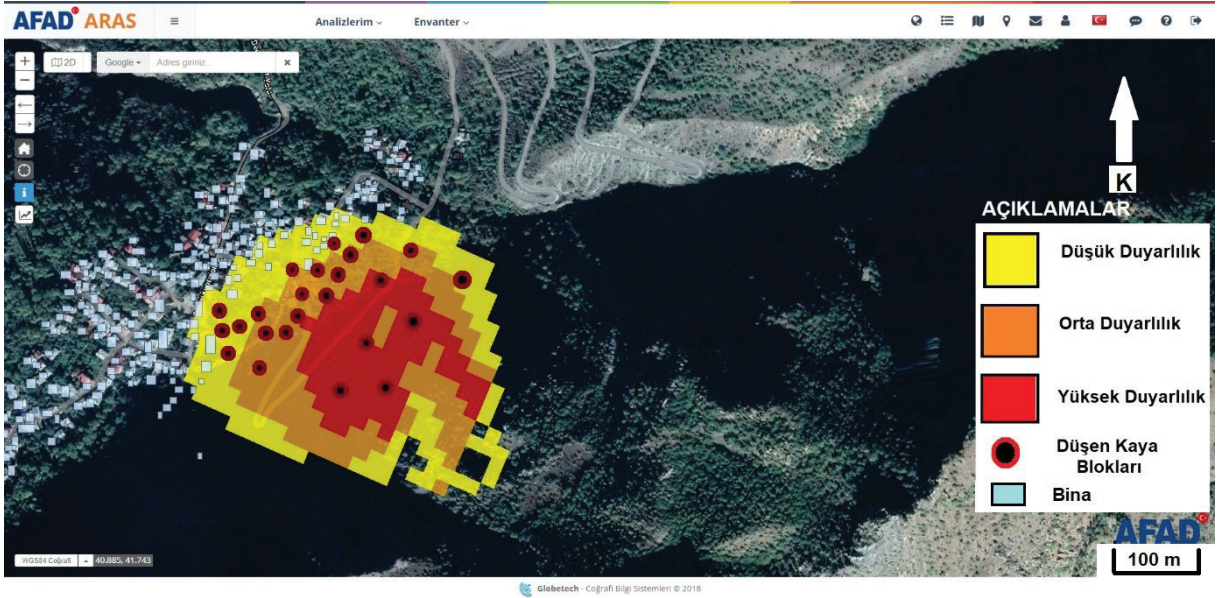 AFAD ARAS
Analizlerim
Envanter
2D
Google
Adres giriniz...
K
AÇIKLAMALAR
Düşük Duyarlılık
Orta Duyarlılık
Yüksek Duyarlılık
Düşen Kaya
Blokları
Bina
AFAD
100 m
WGS84 Coğrafi
40.885, 41.743
Globetech - Coğrafi Bilgi Sistemleri © 2018